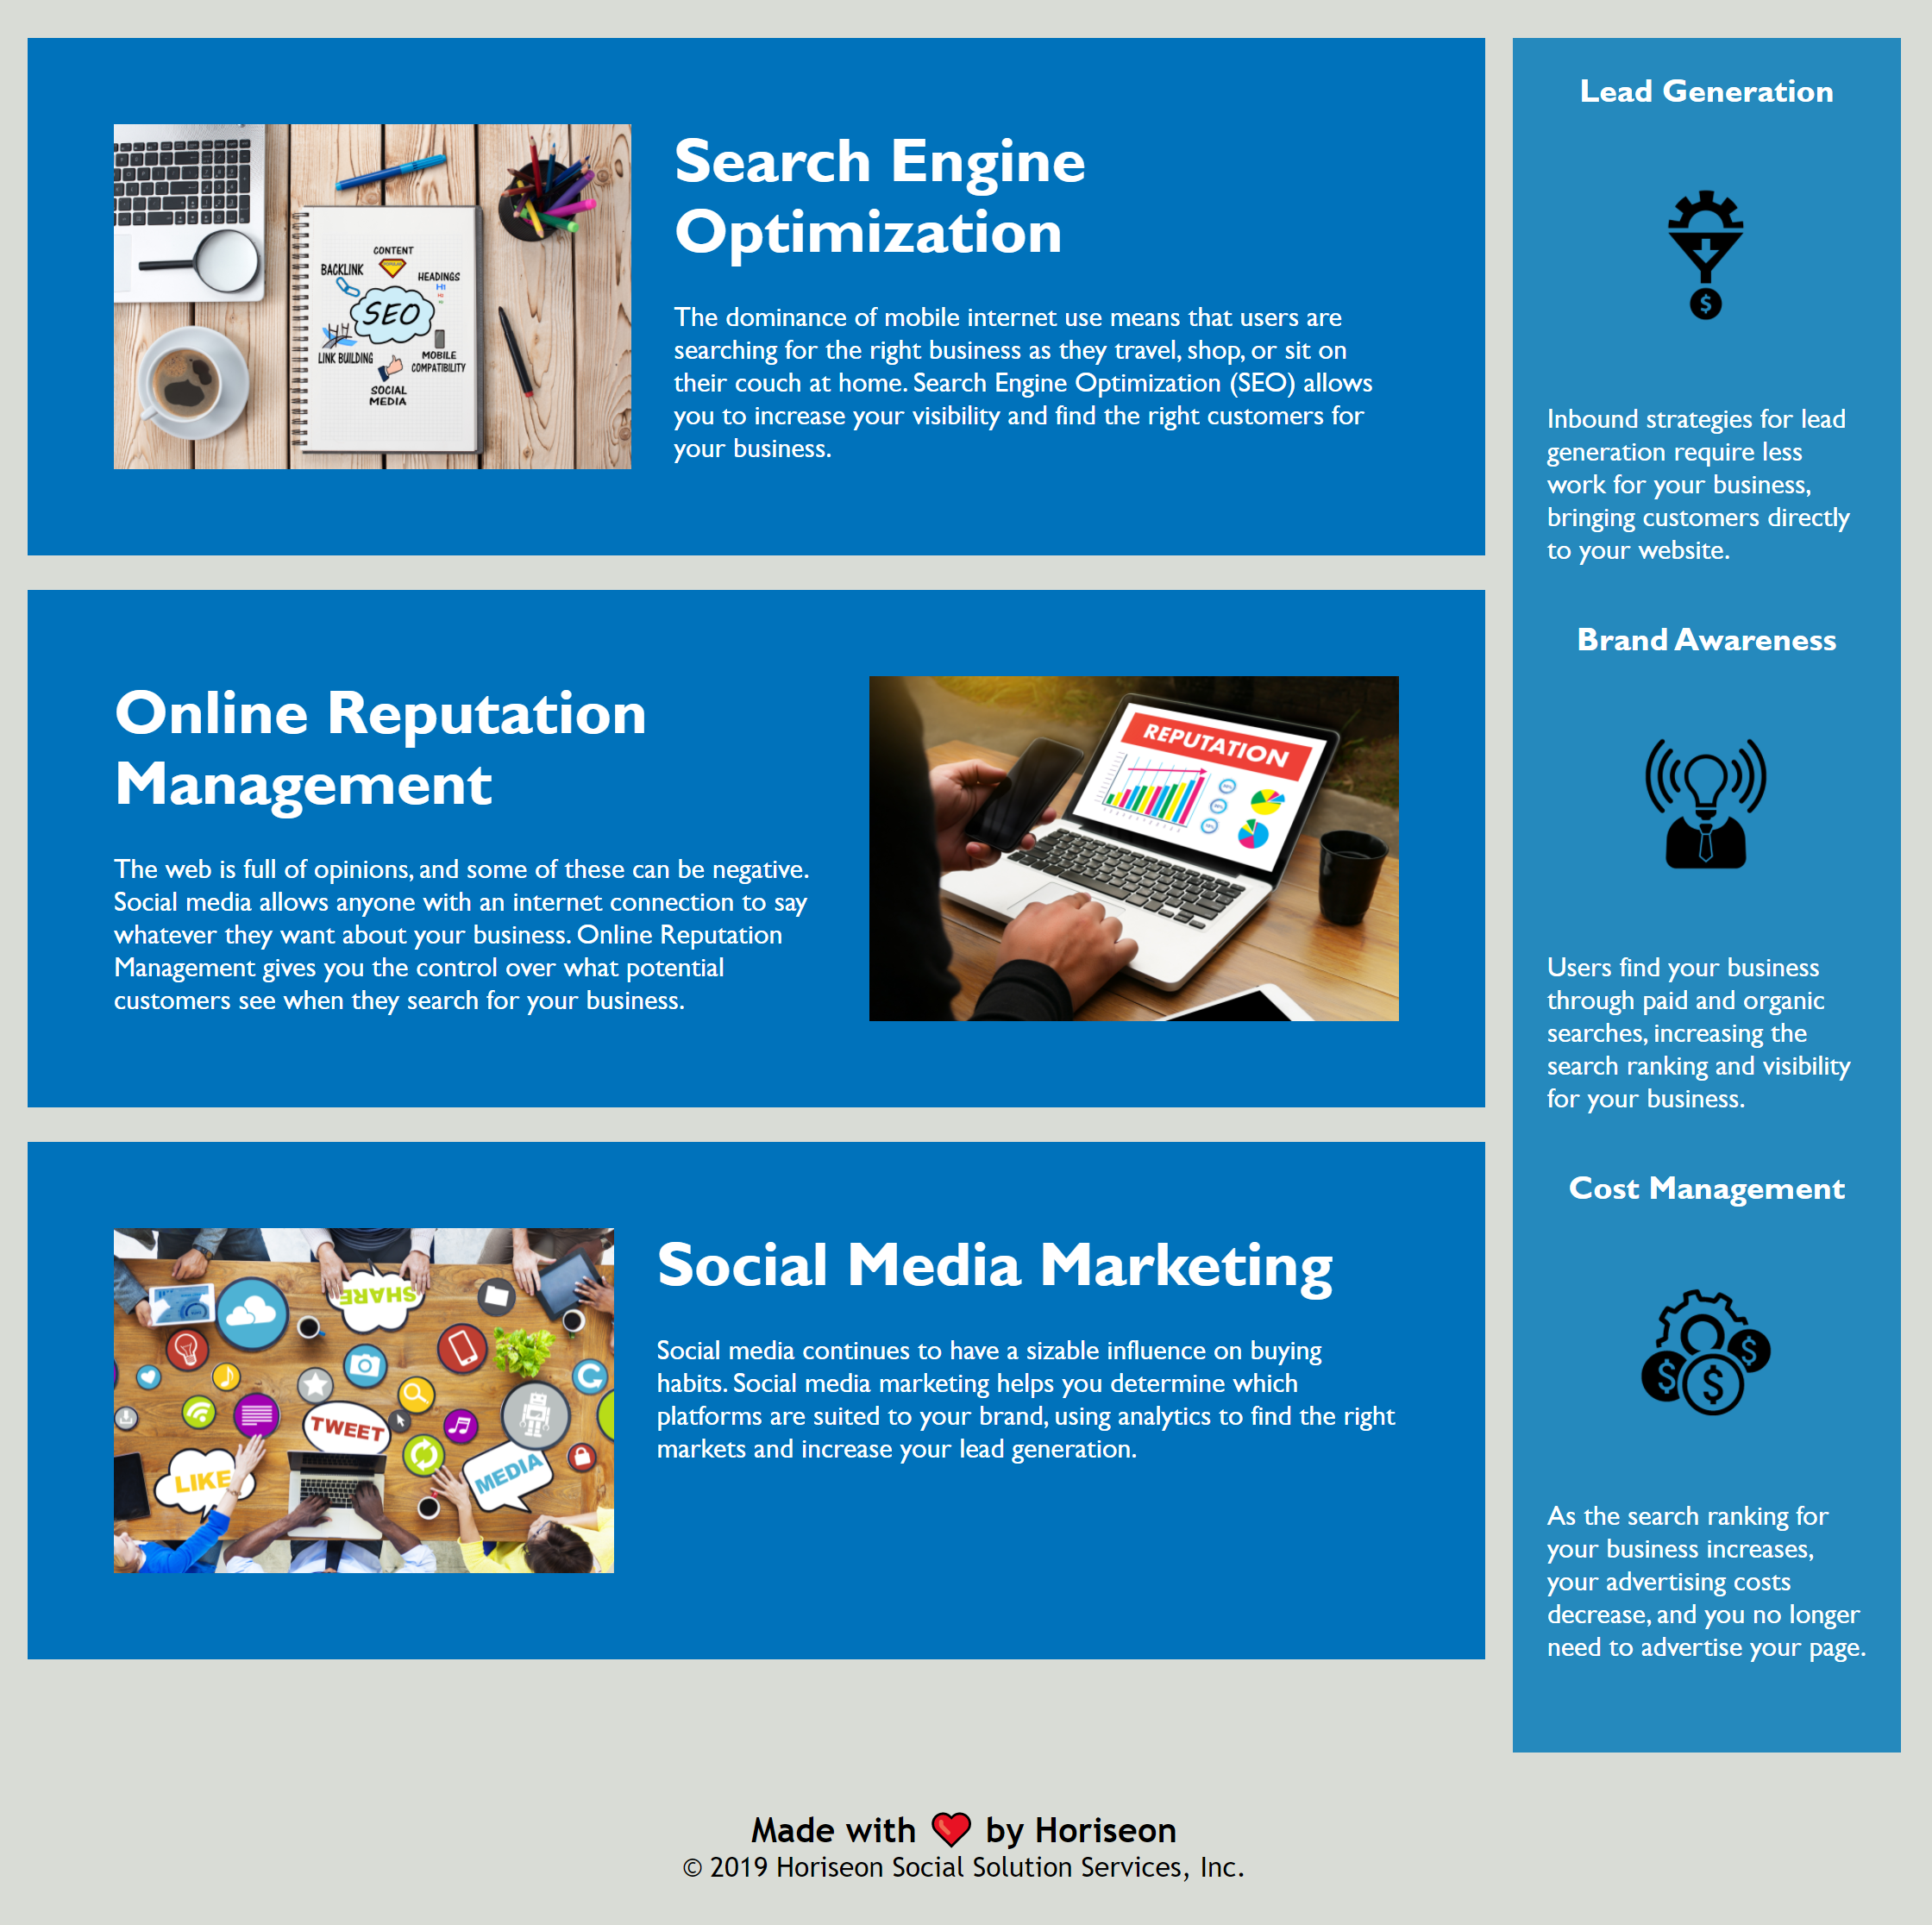 Search Engine
Optimization
The dominance of mobile internet use means that users are
searching for the right business as they travel, shop, or sit on
their couch at home. Search Engine Optimization (SEO) allows
you to increase your visibility and find the right customers for
your business.
CONTENT
BACKLINK
HEADINGS
H1
SEO
LINK BUILDING
MOBILE
COMPATIBILITY
SOCIAL
MEDIA
Online Reputation
Management
The web is full of opinions, and some of these can be negative.
Social media allows anyone with an internet connection to say
whatever they want about your business. Online Reputation
Management gives you the control over what potential
customers see when they search for your business.
REPUTATION
SHARE
TWEET
LIKE
MEDIA
Social Media Marketing
Social media continues to have a sizable influence on buying
habits. Social media marketing helps you determine which
platforms are suited to your brand, using analytics to find the right
markets and increase your lead generation.
Lead Generation
$
Inbound strategies for lead
generation require less
work for your business,
bringing customers directly
to your website.
Brand Awareness
Users find your business
through paid and organic
searches, increasing the
search ranking and visibility
for your business.
Cost Management
$ $ $
As the search ranking for
your business increases,
your advertising costs
decrease, and you no longer
need to advertise your page.
Made with ❤️ by Horiseon
© 2019 Horiseon Social Solution Services, Inc.